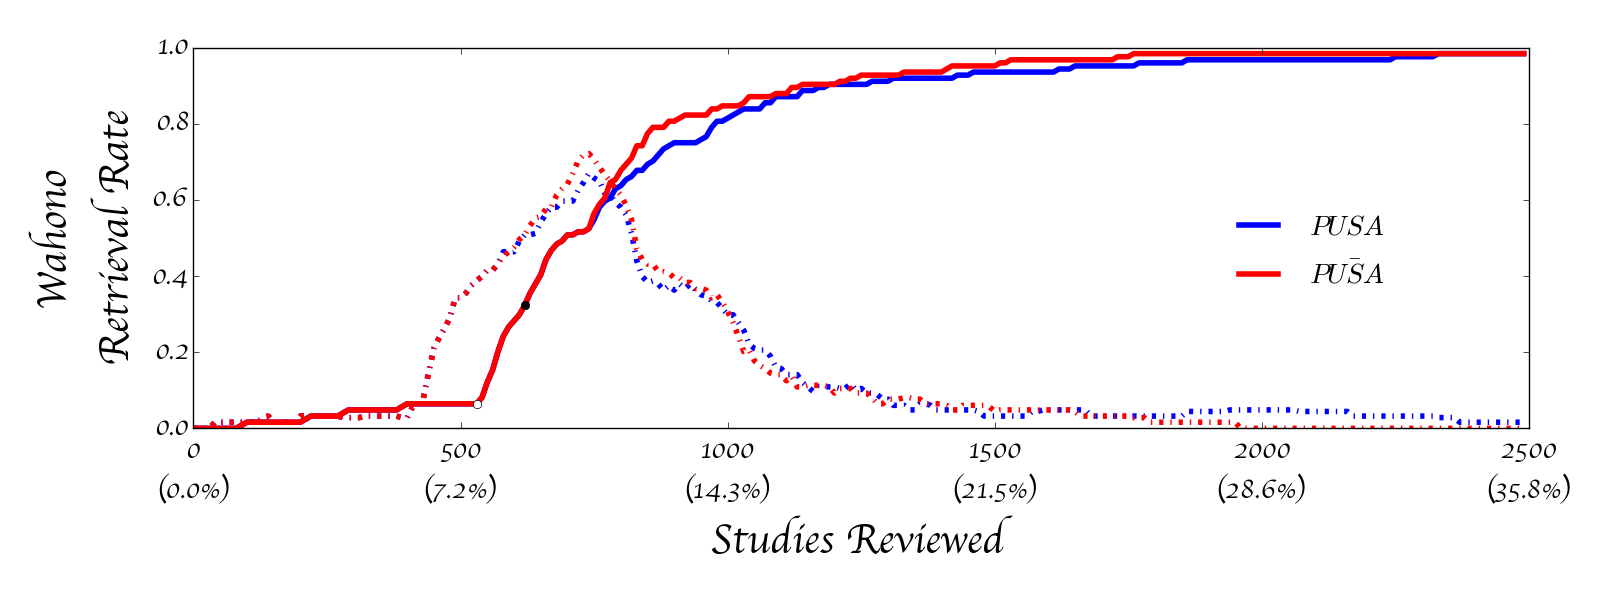 Wahono
Retrieval Rate
1.0
0.8
0.6
0.4
0.2
0.0
0 500 1000 1500 2000 2500
(0.0%) (7.2%) (14.3%) (21.5%) (28.6%) (35.8%)
Studies Reviewed
PUSA
PUS̄A